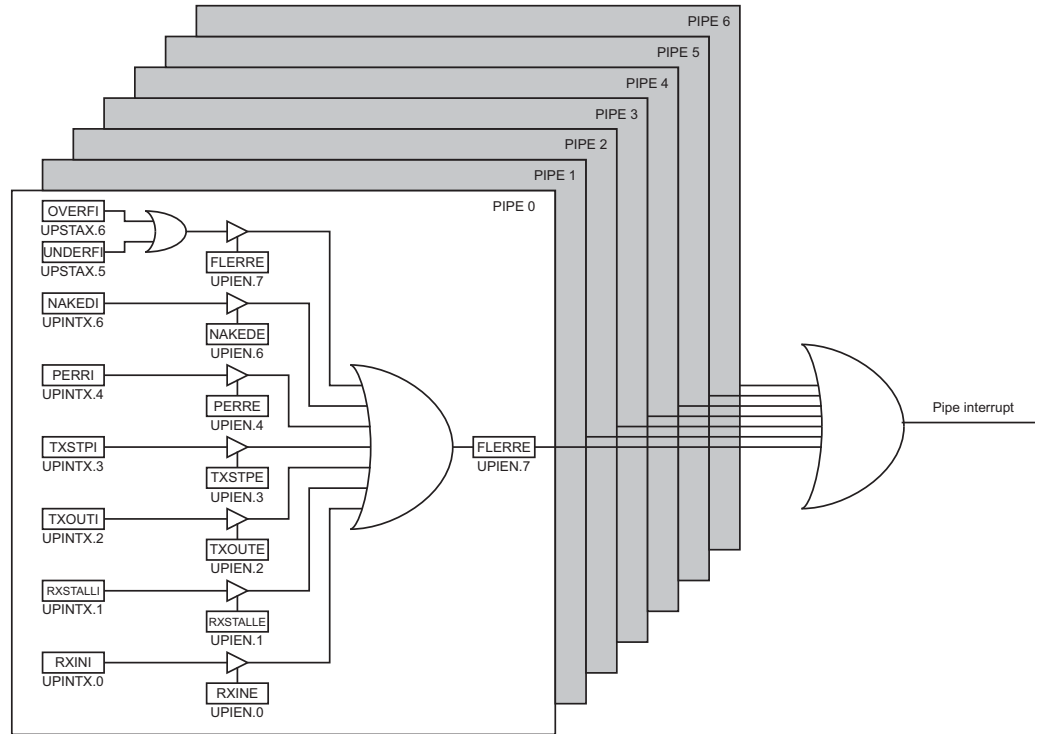 PIPE 6
PIPE 5
PIPE 4
PIPE 3
PIPE 2
PIPE 1
PIPE 0
OVERFI
UPSTAX.6
UNDERFI
UPSTAX.5
FLERRE
UPIEN.7
NAKEDI
UPINTX.6
NAKEDE
UPIEN.6
PERRI
UPINTX.4
PERRE
UPIEN.4
TXSTPI
UPINTX.3
TXSTPE
UPIEN.3
TXOUTI
UPINTX.2
TXOUTE
UPIEN.2
RXSTALLI
UPINTX.1
RXSTALLE
UPIEN.1
RXINI
UPINTX.0
RXINE
UPIEN.0
FLERRE
UPIEN.7
Pipe interrupt